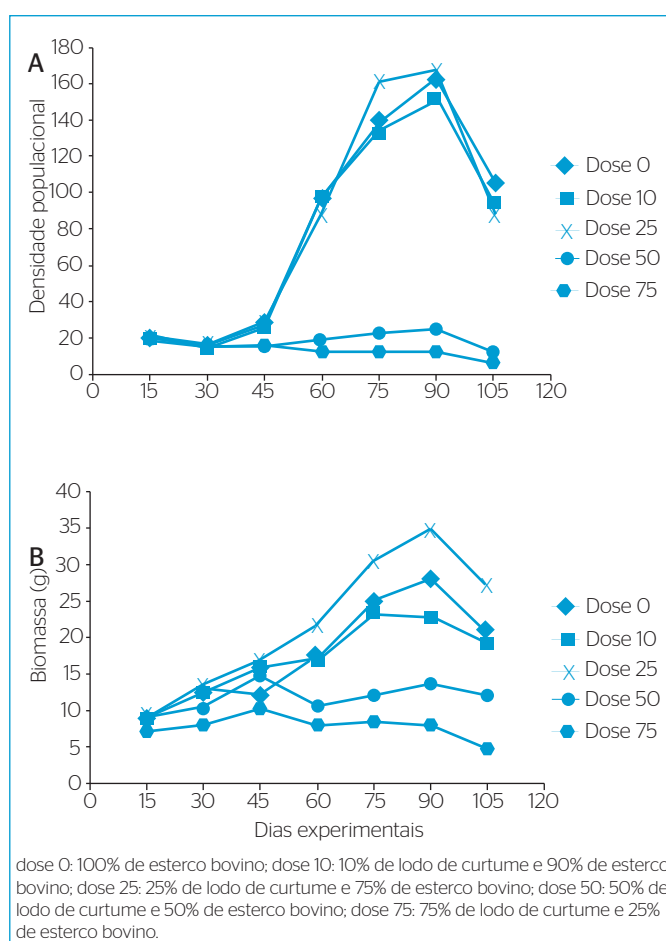 A
Densidade populacional
180
160
140
120
100
80
60
40
20
0
0 15 30 45 60 75 90 105 120
Dose 0
Dose 10
Dose 25
Dose 50
Dose 75
B
Biomassa (g)
40
35
30
25
20
15
10
5
0
0 15 30 45 60 75 90 105 120
Dias experimentais
Dose 0
Dose 10
Dose 25
Dose 50
Dose 75
dose 0: 100% de esterco bovino; dose 10: 10% de lodo de curtume e 90% de esterco
bovino; dose 25: 25% de lodo de curtume e 75% de esterco bovino; dose 50: 50% de
lodo de curtume e 50% de esterco bovino; dose 75: 75% de lodo de curtume e 25%
de esterco bovino.